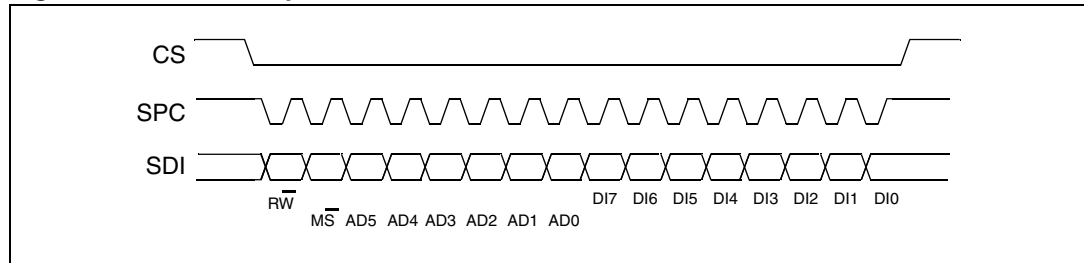 CS
SPC
SDI
RW DI7 DI6 DI5 DI4 DI3 DI2 DI1 DI0
MS AD5 AD4 AD3 AD2 AD1 AD0